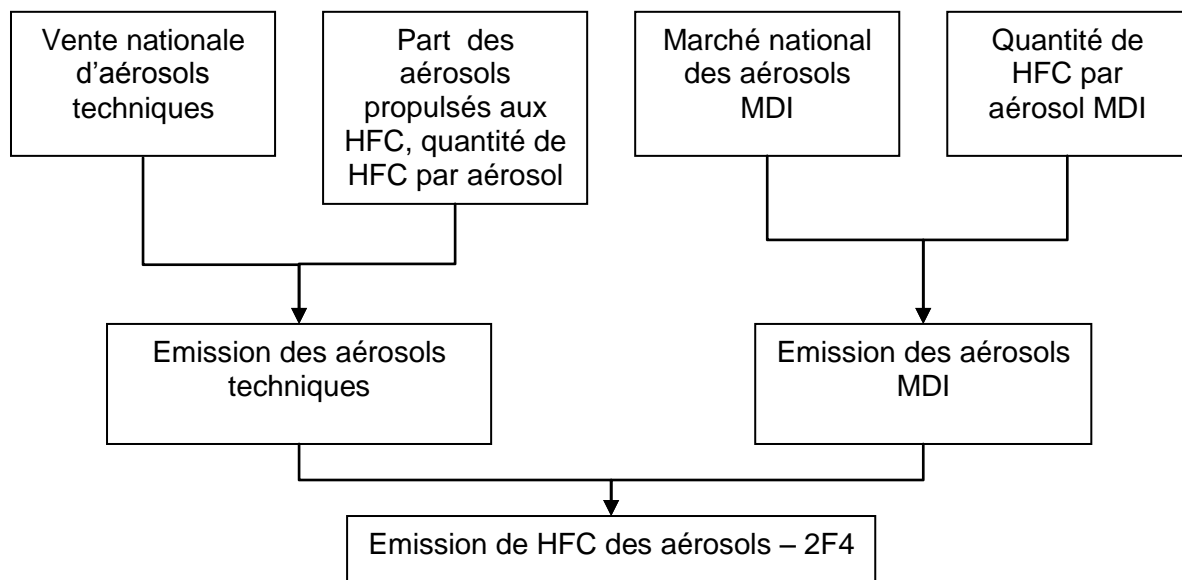 Vente nationale
d'aérosols
techniques
Part des
aérosols
propulsés aux
HFC, quantité de
HFC par aérosol
Marché national
des aérosols
MDI
Quantité de
HFC par
aérosol MDI
Emission des aérosols
techniques
Emission des aérosols
MDI
Emission de HFC des aérosols – 2F4